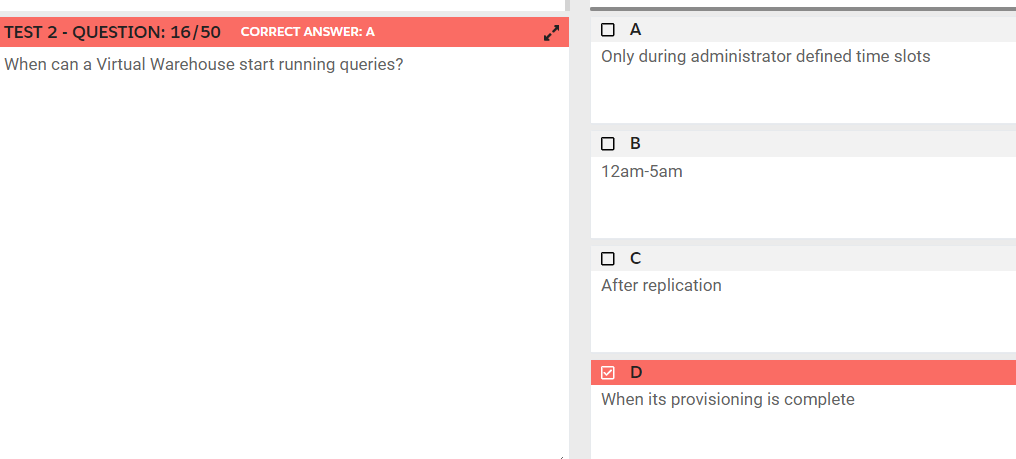 TEST 2 - QUESTION: 16/50 CORRECT ANSWER: A
When can a Virtual Warehouse start running queries?
A
Only during administrator defined time slots
B
12am-5am
C
After replication
D
When its provisioning is complete